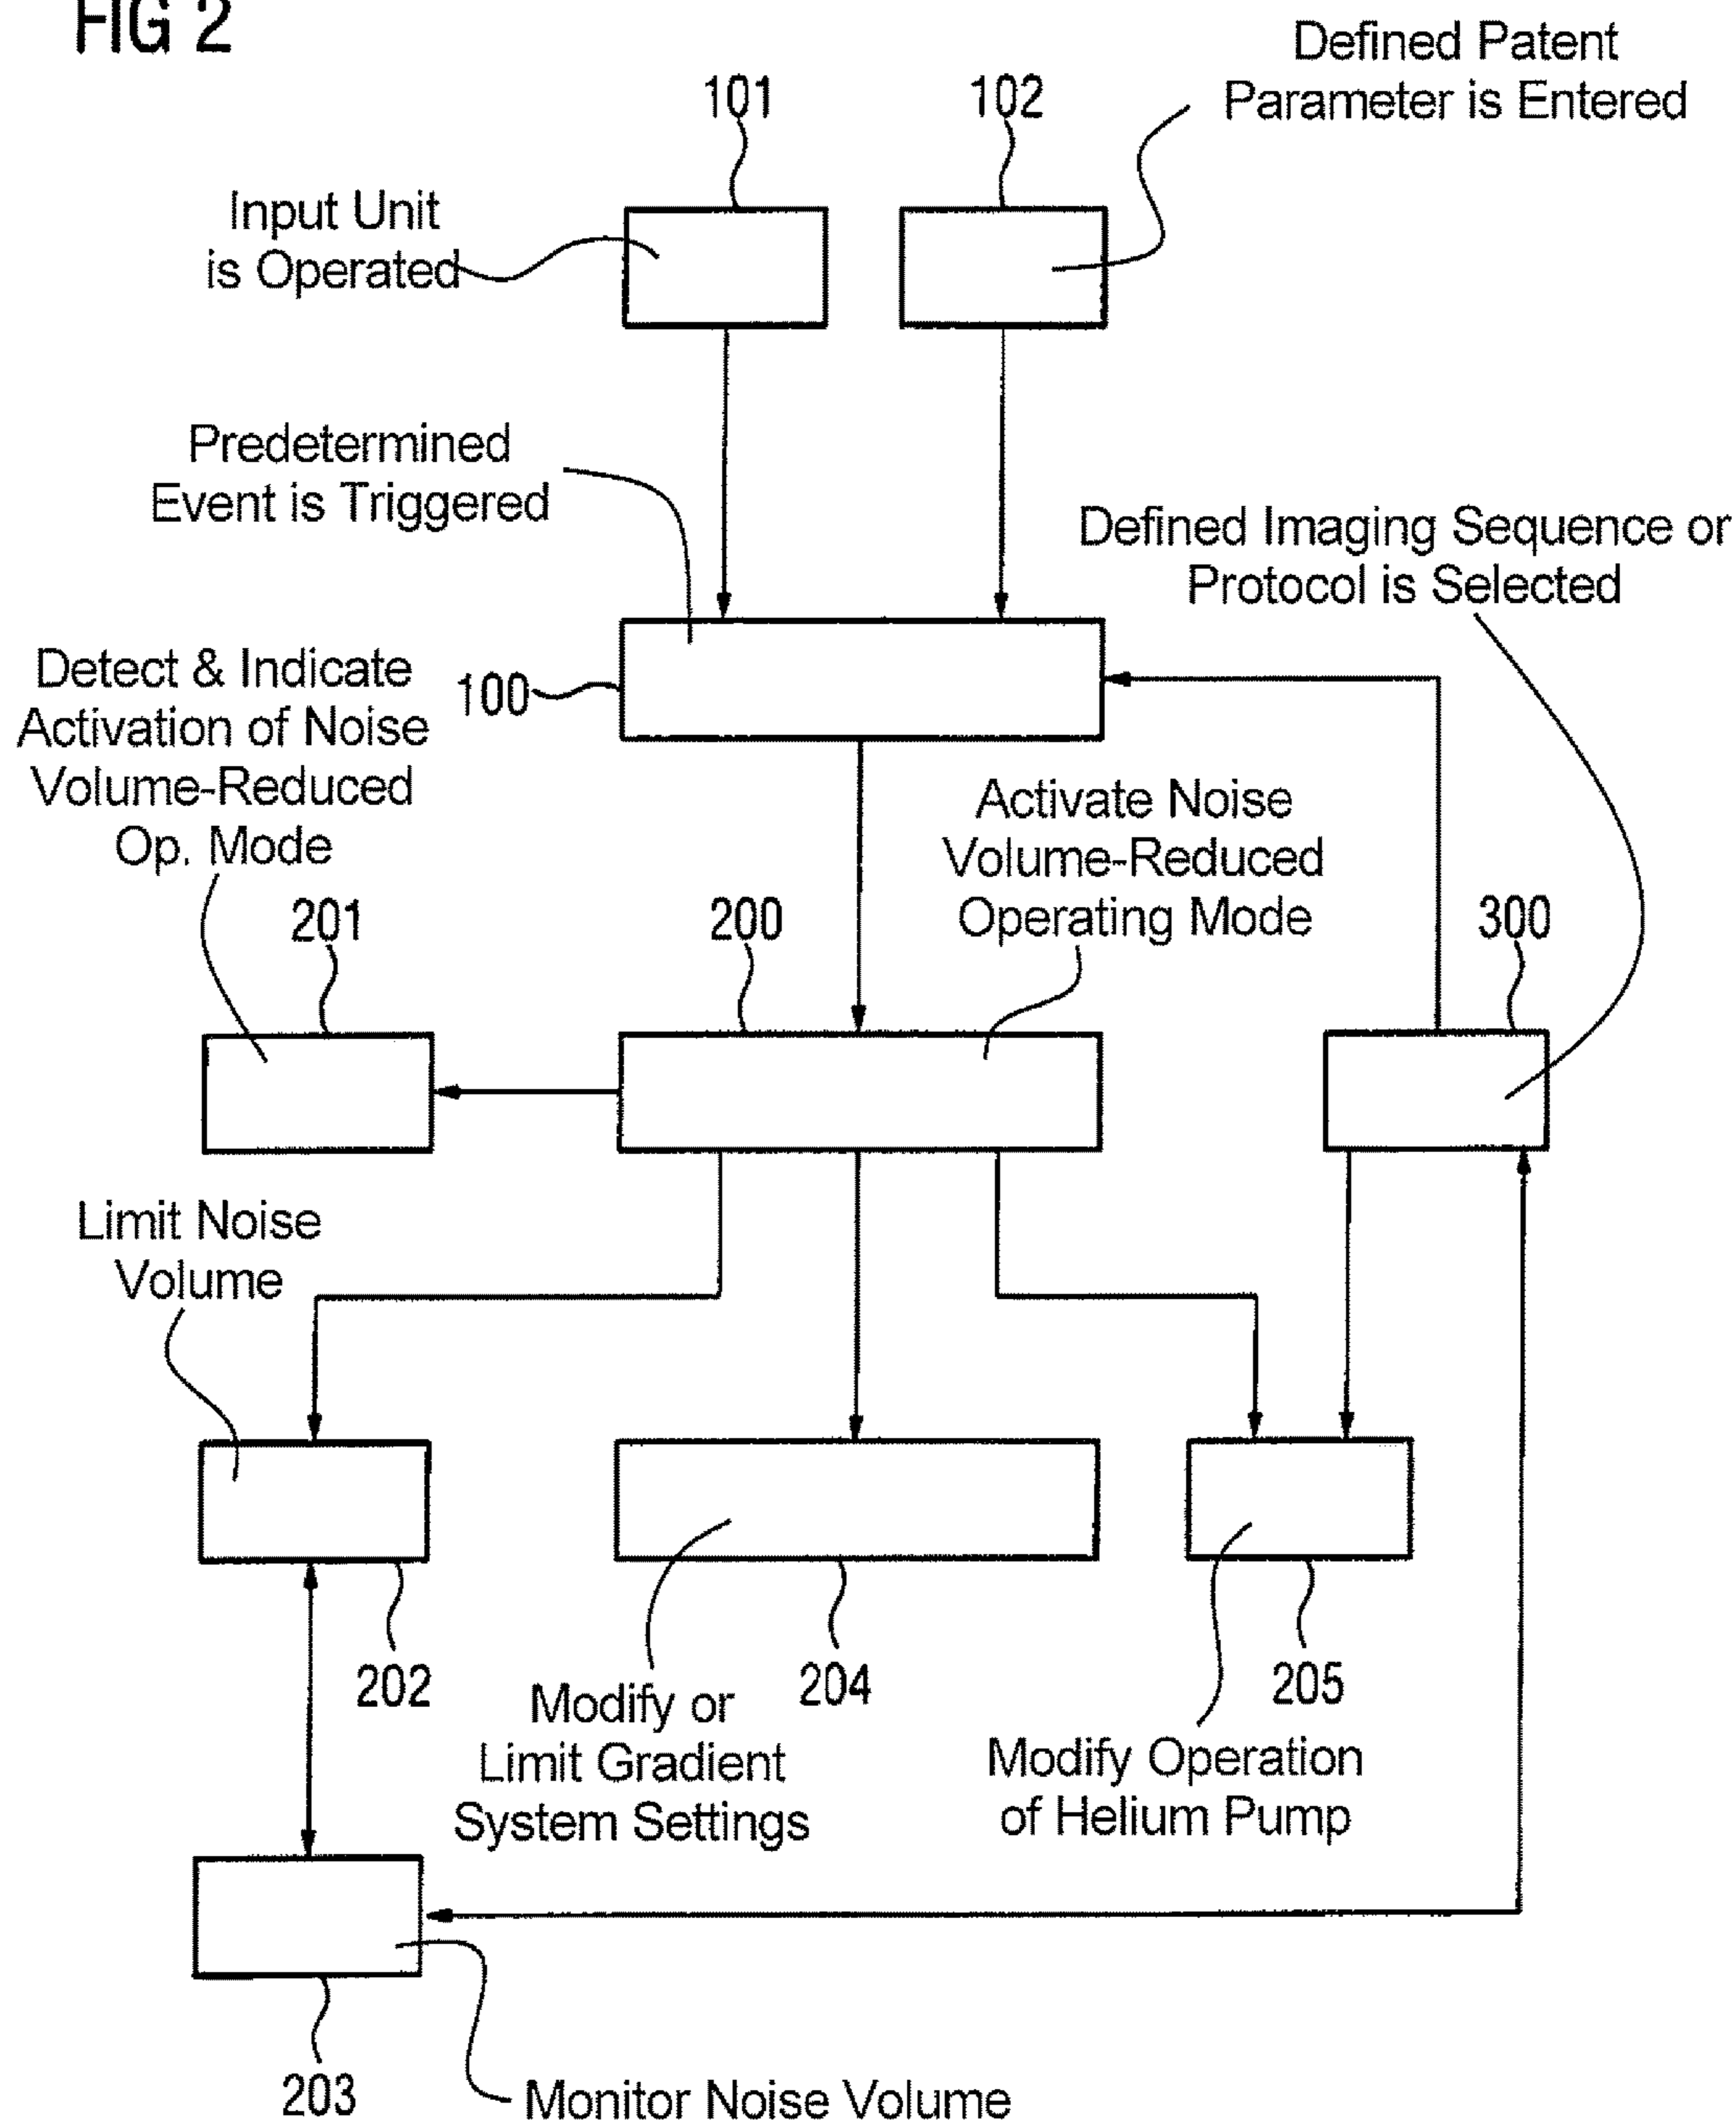 FIG 2
Defined Patent
Parameter is Entered
101
102
Input Unit
is Operated
Predetermined
Event is Triggered
Defined Imaging Sequence or
Protocol is Selected
Detect & Indicate
Activation of Noise
Volume-Reduced
Op. Mode
100
Activate Noise
Volume-Reduced
Operating Mode
201
200
300
Limit Noise
Volume
202
204
205
Modify or
Limit Gradient
System Settings
Modify Operation
of Helium Pump
203
Monitor Noise Volume